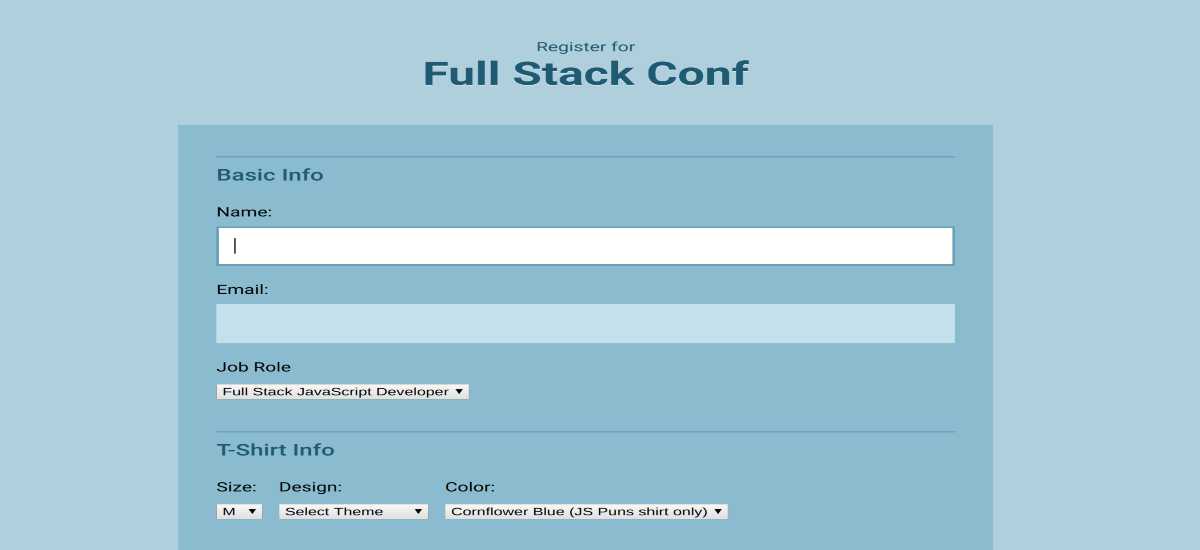 Register for
Full Stack Conf
Basic Info
Name:
Email:
Job Role
Full Stack JavaScript Developer
T-Shirt Info
Size: Design: Color:
M Select Theme Cornflower Blue (JS Puns shirt only)